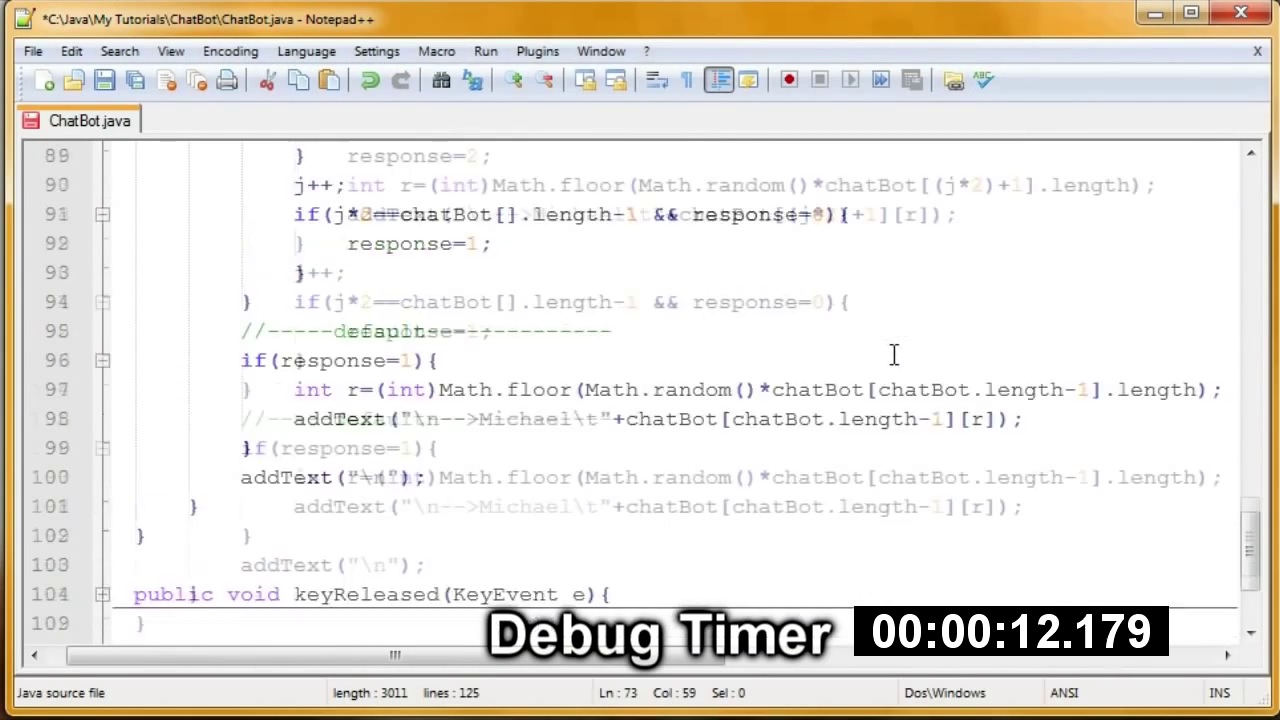 *C:\Java\My Tutorials\ChatBot\ChatBot.java - Notepad++
File Edit Search View Encoding Language Settings Macro Run Plugins Window ? X
ABC
ChatBot.java
89 } response=2;
90 j++;int r=(int)Math.floor(Math.random()*chatBot[(j*2)+1].length);
91 if(j*2==chatBot[].length-1 && response=0){+1][r]);
92 } response=1;
93 }++;
94 } if(j*2==chatBot[].length-1 && response=0){
95 //-----default----------
96 if(response=1){
97 } int r=(int)Math.floor(Math.random()*chatBot[chatBot.length-1].length);
98 addText("\n-->Michael\t"+chatBot[chatBot.length-1][r]);
99 if(response=1){
100 addText("\n"); )Math.floor(Math.random()*chatBot[chatBot.length-1].length);
101 } addText("\n-->Michael\t"+chatBot[chatBot.length-1][r]);
102 } }
103 addText("\n");
104 public void keyReleased(KeyEvent e){
109 }
Debug Timer 00:00:12.179
Java source file length : 3011 lines : 125 Ln : 73 Col : 59 Sel : 0 Dos\Windows ANSI INS